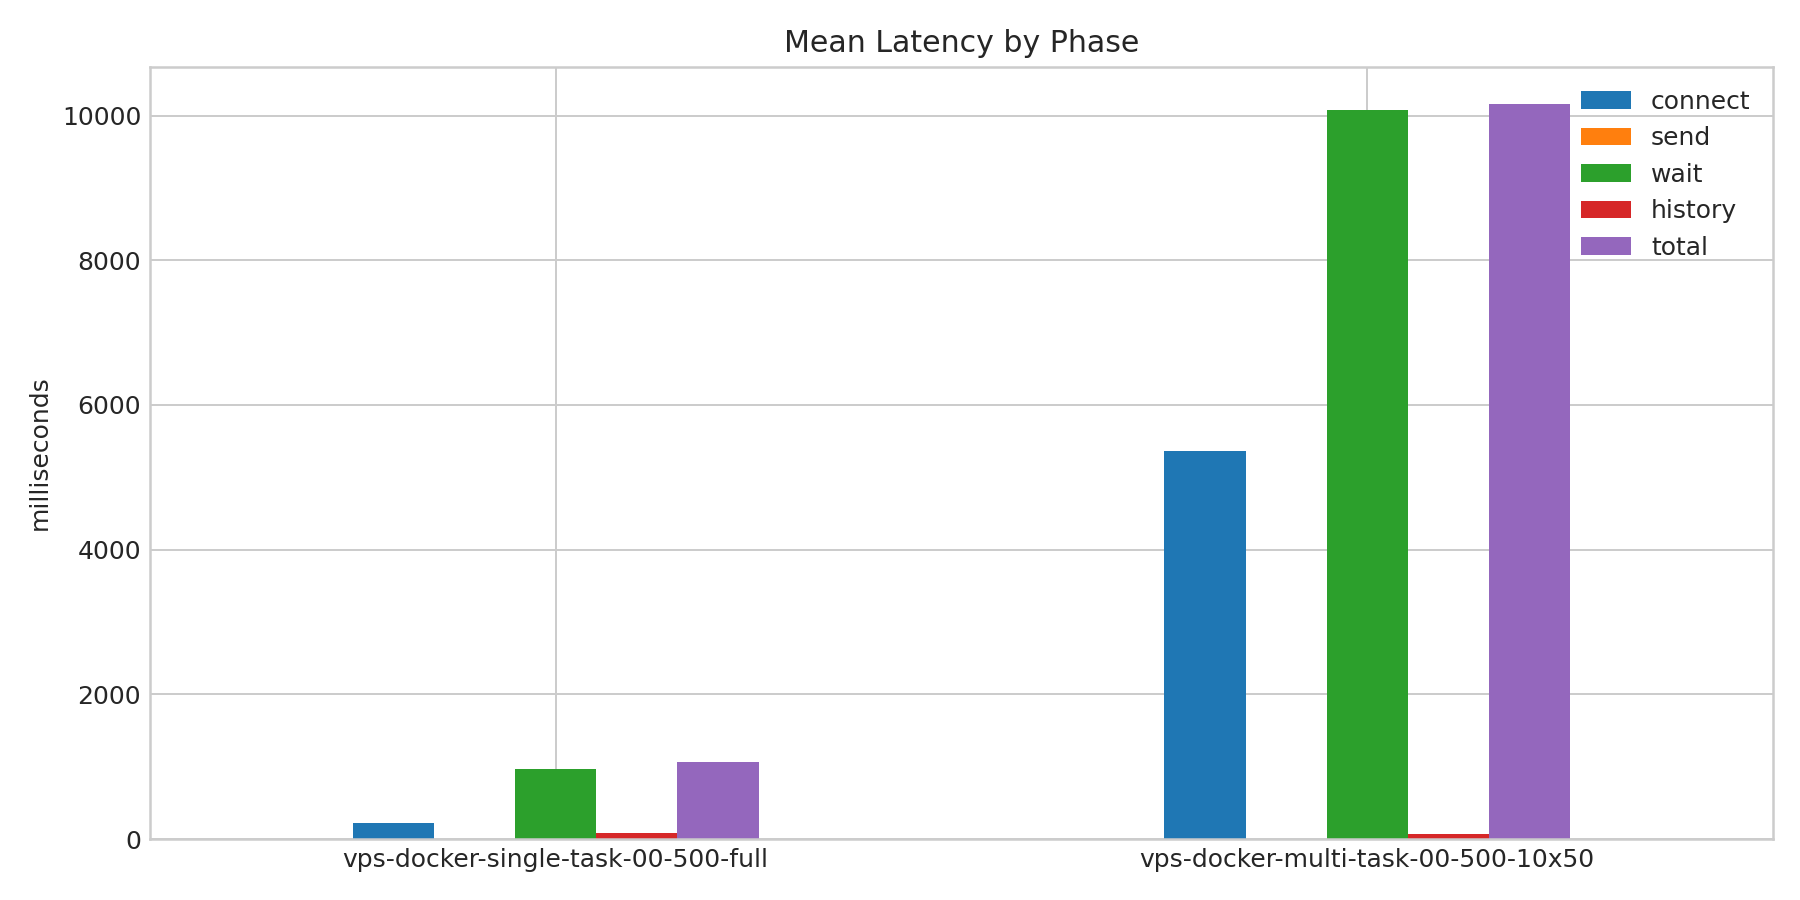 Mean Latency by Phase
milliseconds
10000
8000
6000
4000
2000
0
connect
send
wait
history
total
vps-docker-single-task-00-500-full
vps-docker-multi-task-00-500-10x50